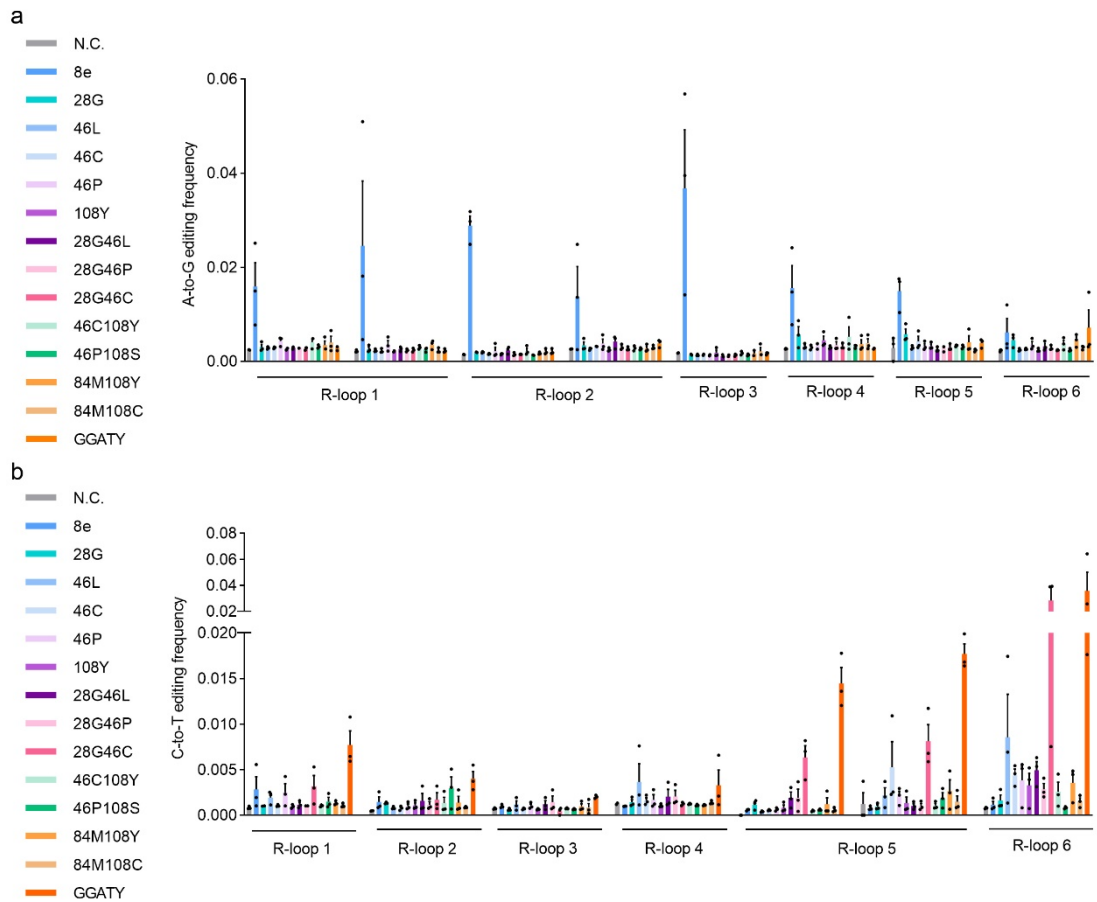 a
N.C.
8e
28G
46L
46C
46P
108Y
28G46L
28G46P
28G46C
46C108Y
46P108S
84M108Y
84M108C
GGATY
A-to-G editing frequency
0.06
0.04
0.02
0.00
R-loop 1
R-loop 2
R-loop 3
R-loop 4
R-loop 5
R-loop 6
b
N.C.
8e
28G
46L
46C
46P
108Y
28G46L
28G46P
28G46C
46C108Y
46P108S
84M108Y
84M108C
GGATY
C-to-T editing frequency
0.08
0.06
0.04
0.02
0.020
0.015
0.010
0.005
0.000
R-loop 1
R-loop 2
R-loop 3
R-loop 4
R-loop 5
R-loop 6